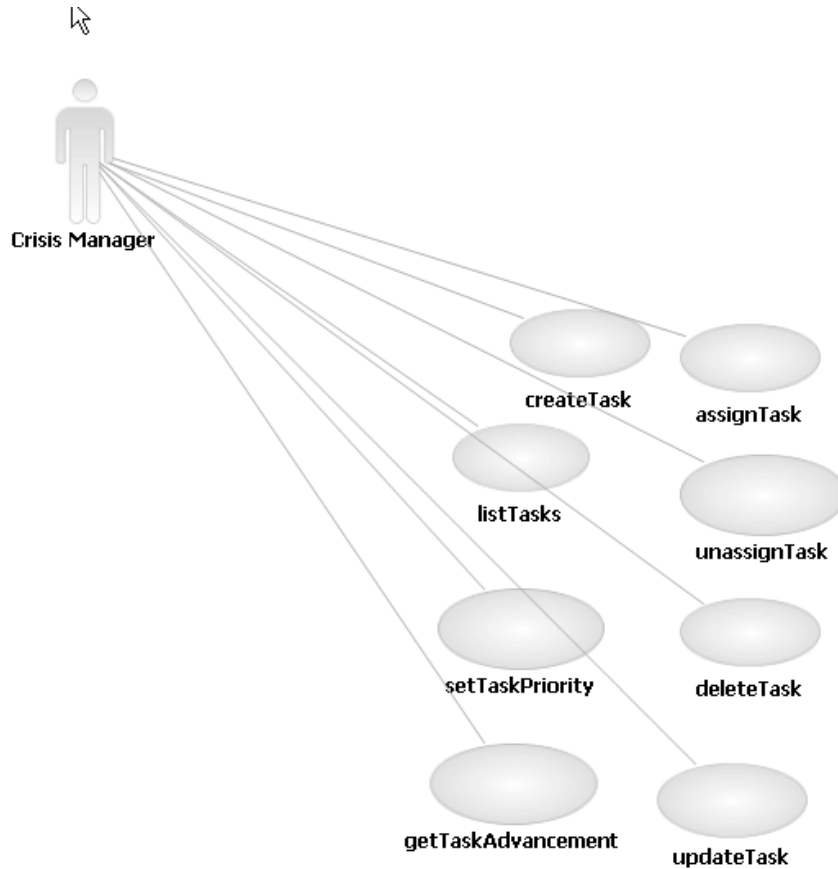 Crisis Manager
createTask
assignTask
listTasks
unassignTask
setTaskPriority
deleteTask
getTaskAdvancement
updateTask